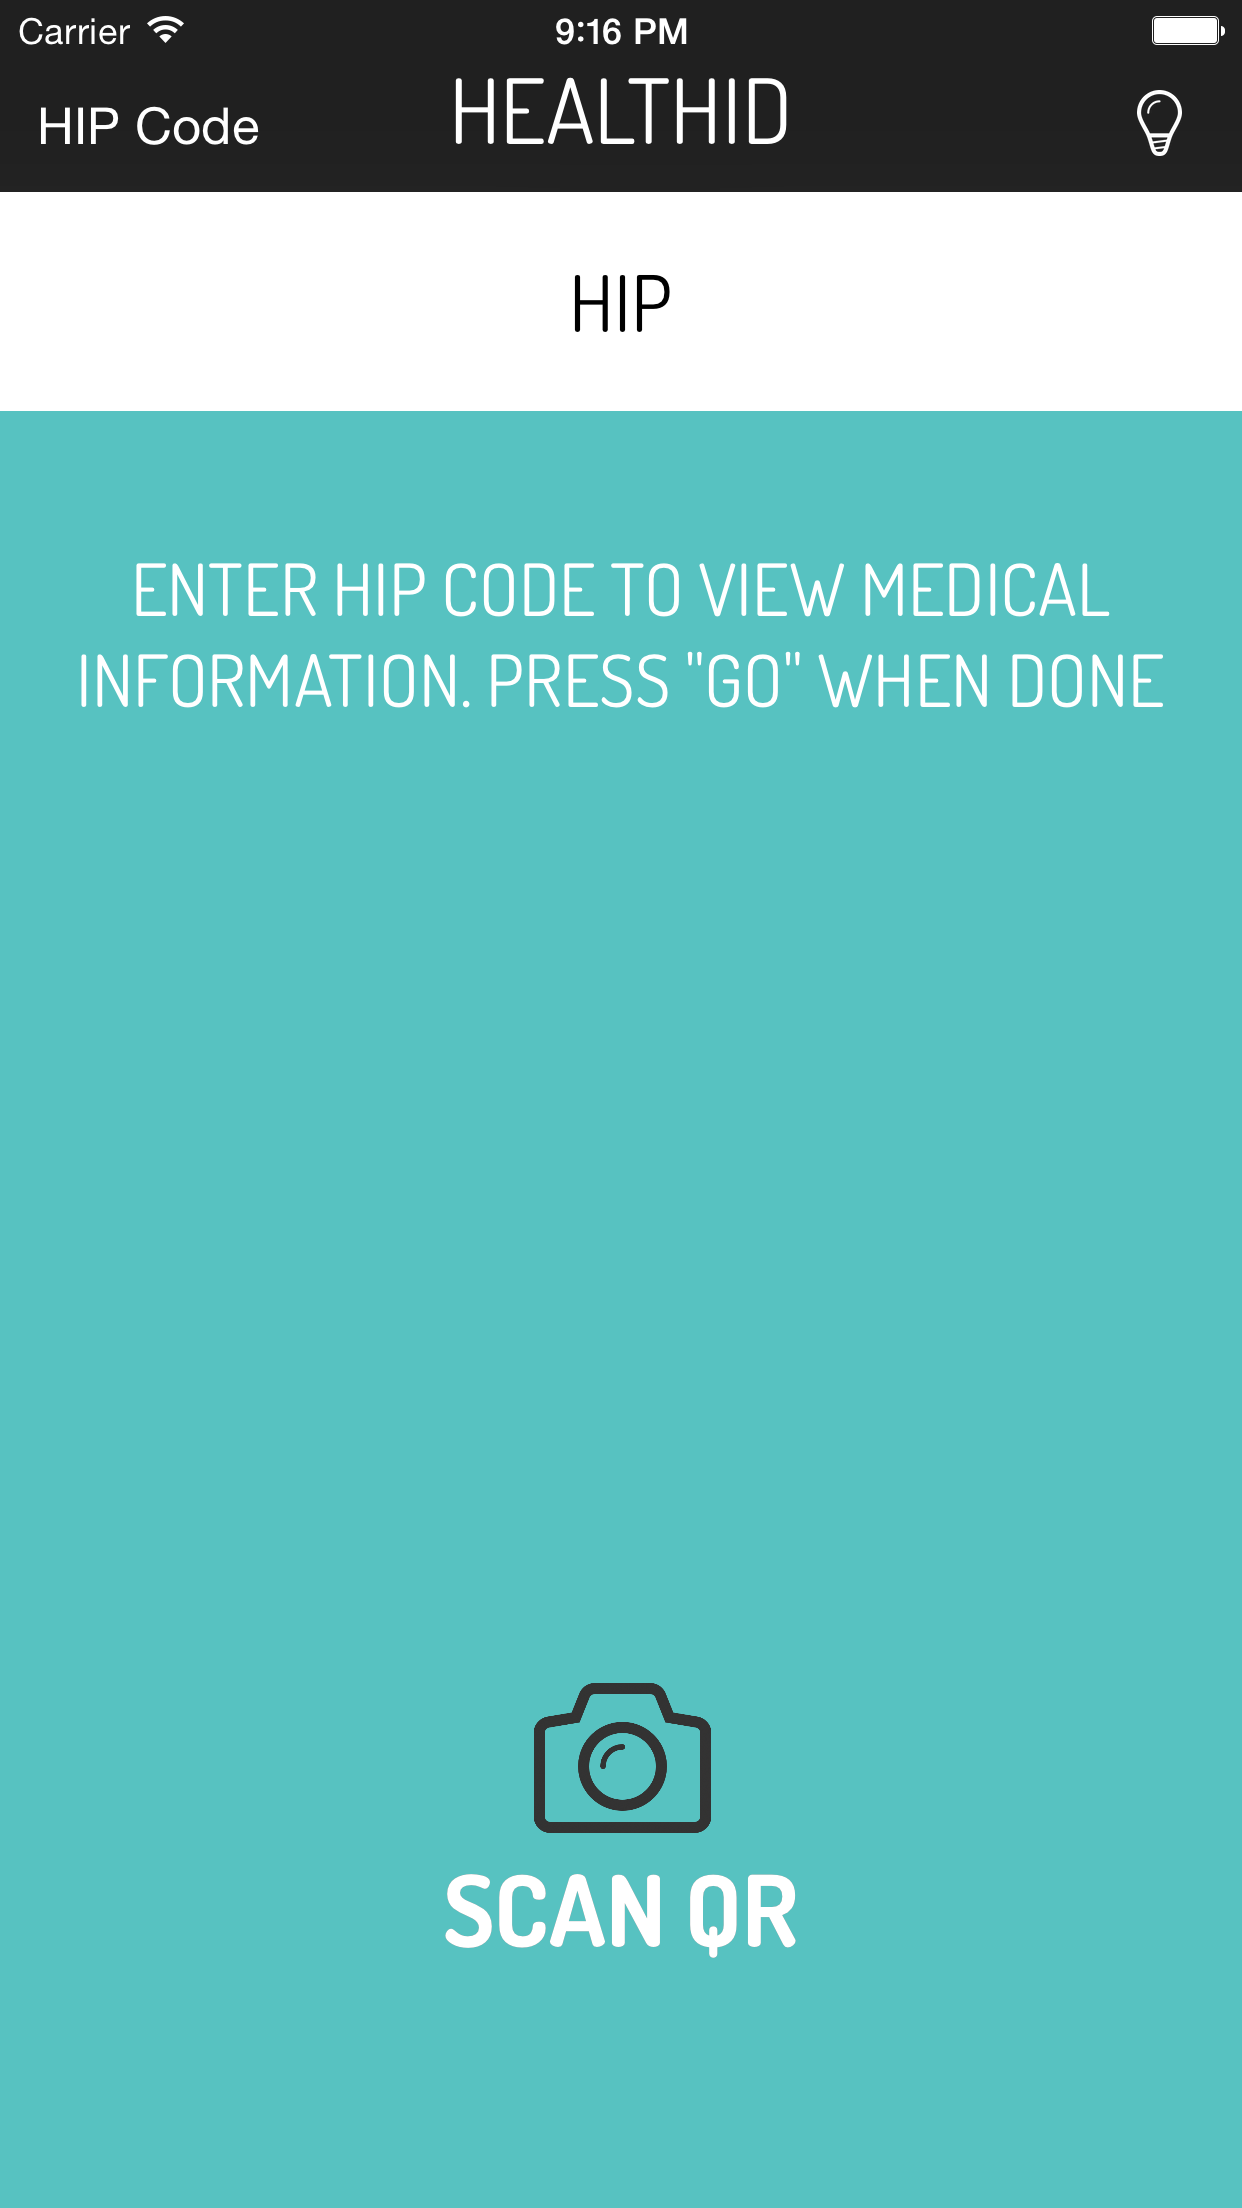 Carrier 9:16 PM
HIP Code HEALTHID
HIP
ENTER HIP CODE TO VIEW MEDICAL
INFORMATION. PRESS "GO" WHEN DONE
SCAN QR